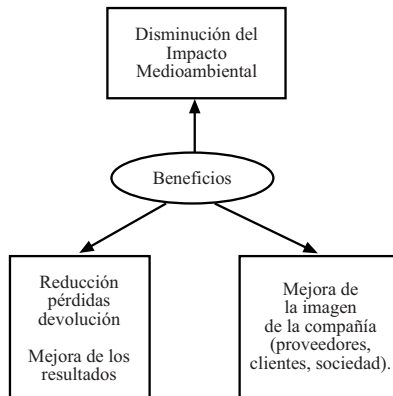 Disminución del
Impacto
Medioambiental
Beneficios
Reducción
pérdidas
devolución
Mejora de los
resultados
Mejora de
la imagen
de la compañía
(proveedores,
clientes, sociedad).